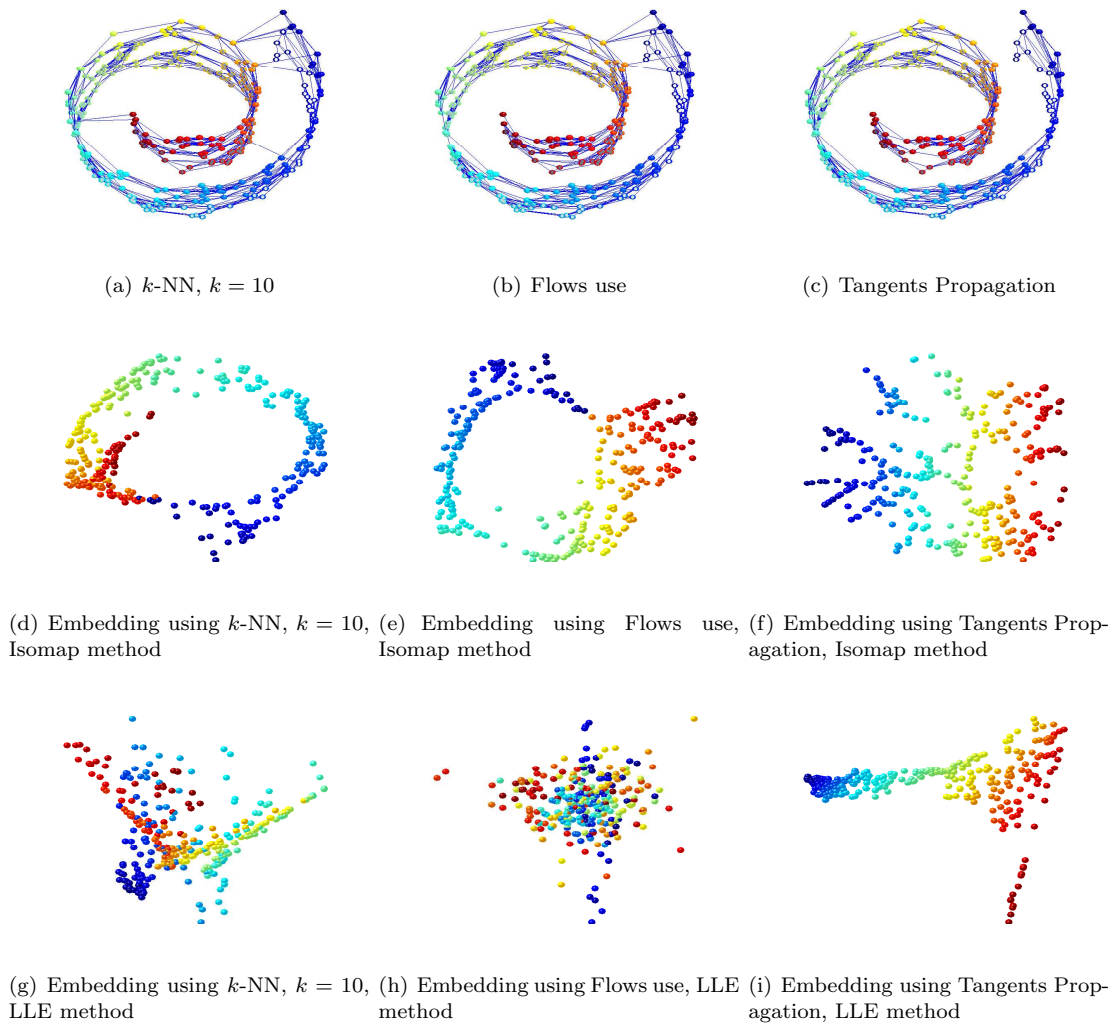 (a) k-NN, k = 10
(b) Flows use
(c) Tangents Propagation
(d) Embedding using k-NN, k = 10,
Isomap method
(e) Embedding using Flows use,
Isomap method
(f) Embedding using Tangents Prop-
agation, Isomap method
(g) Embedding using k-NN, k = 10,
LLE method
(h) Embedding using Flows use, LLE
method
(i) Embedding using Tangents Prop-
agation, LLE method